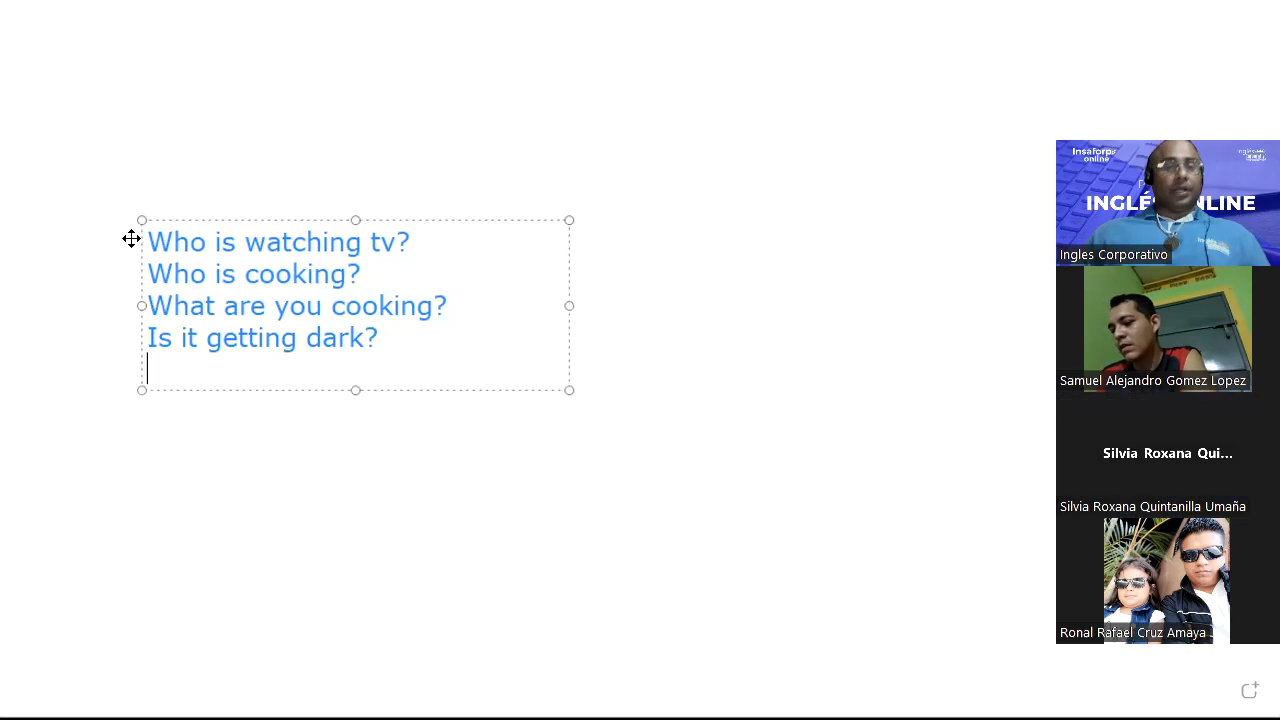 Who is watching tv?
Who is cooking?
What are you cooking?
Is it getting dark?
Insaforp
online
INGLÉS ONLINE
Ingles Corporativo
Samuel Alejandro Gomez Lopez
Silvia Roxana Qui...
Silvia Roxana Quintanilla Umaña
Ronal Rafael Cruz Amaya